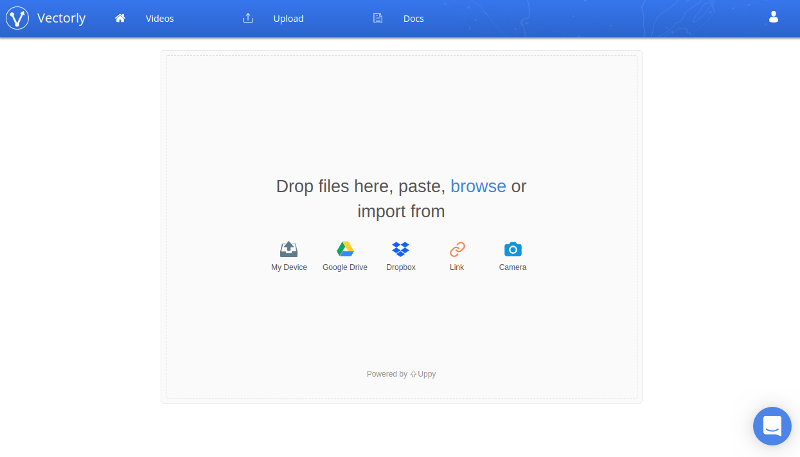 Vectorly Videos Upload Docs
Drop files here, paste, browse or
import from
My Device Google Drive Dropbox Link Camera
Powered by Uppy